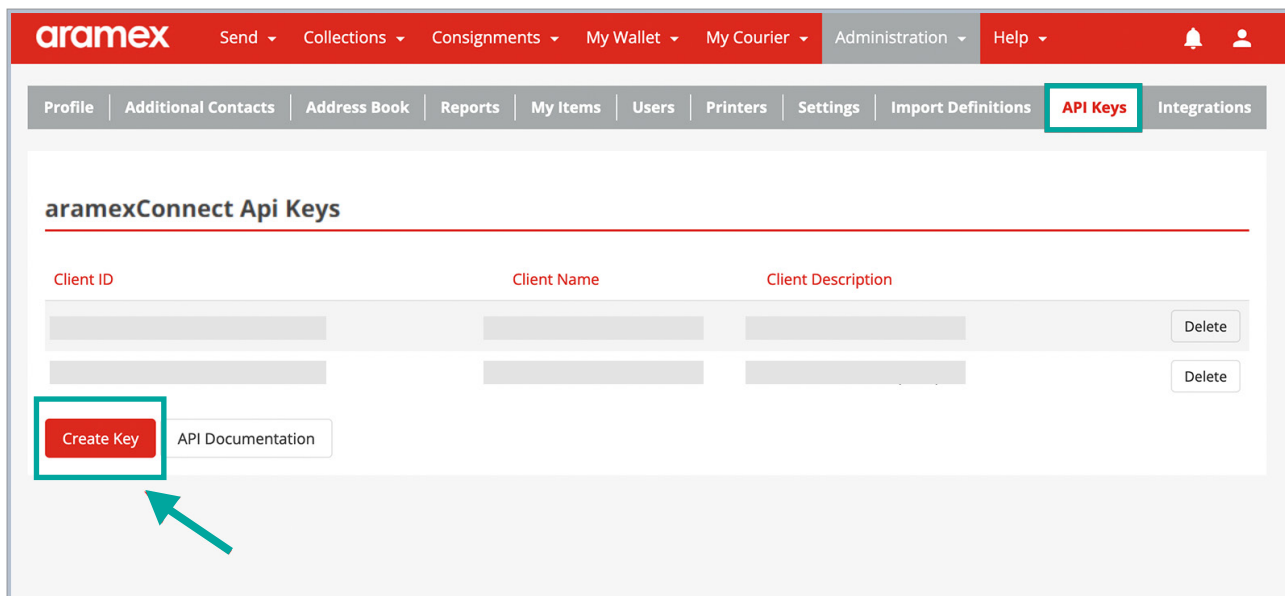 aramex Send Collections Consignments My Wallet My Courier Administration Help
Profile Additional Contacts Address Book Reports My Items Users Printers Settings Import Definitions API Keys Integrations
aramexConnect Api Keys
Client ID Client Name Client Description
Delete
Delete
Create Key API Documentation